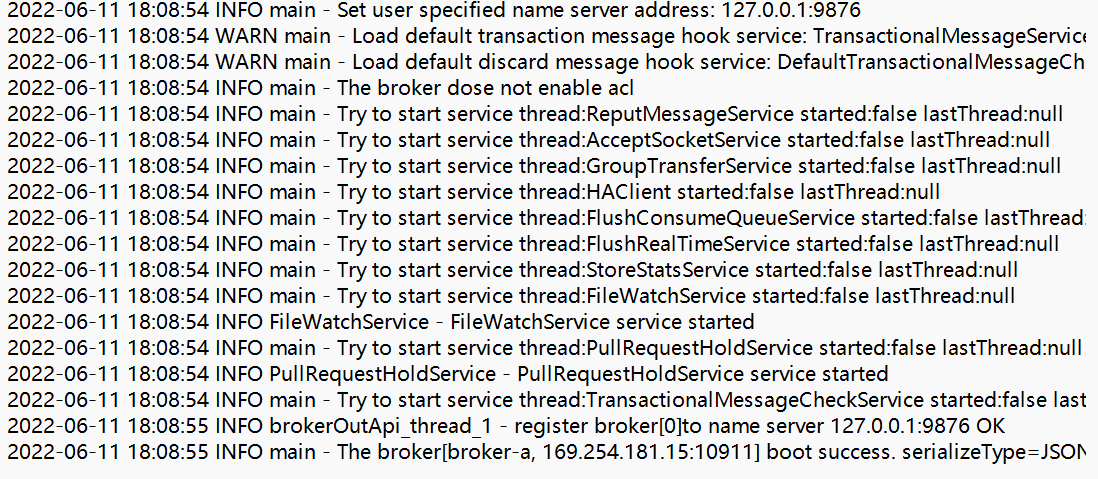 2022-06-11 18:08:54 INFO main - Set user specified name server address: 127.0.0.1:9876
2022-06-11 18:08:54 WARN main - Load default transaction message hook service: TransactionalMessageService
2022-06-11 18:08:54 WARN main - Load default discard message hook service: DefaultTransactionalMessageCh
2022-06-11 18:08:54 INFO main - The broker dose not enable acl
2022-06-11 18:08:54 INFO main - Try to start service thread:ReputMessageService started:false lastThread:null
2022-06-11 18:08:54 INFO main - Try to start service thread:AcceptSocketService started:false lastThread:null
2022-06-11 18:08:54 INFO main - Try to start service thread:GroupTransferService started:false lastThread:null
2022-06-11 18:08:54 INFO main - Try to start service thread:HAClient started:false lastThread:null
2022-06-11 18:08:54 INFO main - Try to start service thread:FlushConsumeQueueService started:false lastThread:
2022-06-11 18:08:54 INFO main - Try to start service thread:FlushRealTimeService started:false lastThread:null
2022-06-11 18:08:54 INFO main - Try to start service thread:StoreStatsService started:false lastThread:null
2022-06-11 18:08:54 INFO main - Try to start service thread:FileWatchService started:false lastThread:null
2022-06-11 18:08:54 INFO FileWatchService - FileWatchService service started
2022-06-11 18:08:54 INFO main - Try to start service thread:PullRequestHoldService started:false lastThread:null
2022-06-11 18:08:54 INFO PullRequestHoldService - PullRequestHoldService service started
2022-06-11 18:08:54 INFO main - Try to start service thread:TransactionalMessageCheckService started:false last
2022-06-11 18:08:55 INFO brokerOutApi_thread_1 - register broker[0]to name server 127.0.0.1:9876 OK
2022-06-11 18:08:55 INFO main - The broker[broker-a, 169.254.181.15:10911] boot success. serializeType=JSON